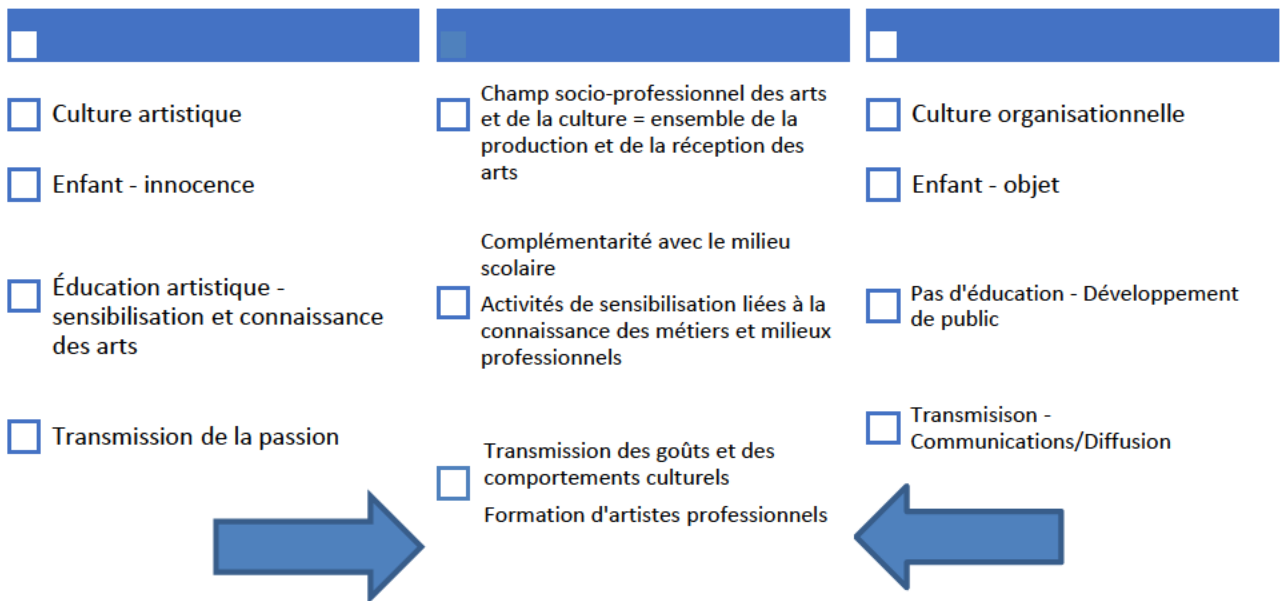 Culture artistique
Enfant - innocence
Éducation artistique -
sensibilisation et connaissance
des arts
Transmission de la passion
Champ socio-professionnel des arts
et de la culture = ensemble de la
production et de la réception des
arts
Complémentarité avec le milieu
scolaire
Activités de sensibilisation liées à la
connaissance des métiers et milieux
professionnels
Transmission des goûts et des
comportements culturels
Formation d'artistes professionnels
Culture organisationnelle
Enfant - objet
Pas d'éducation - Développement
de public
Transmisison -
Communications/Diffusion